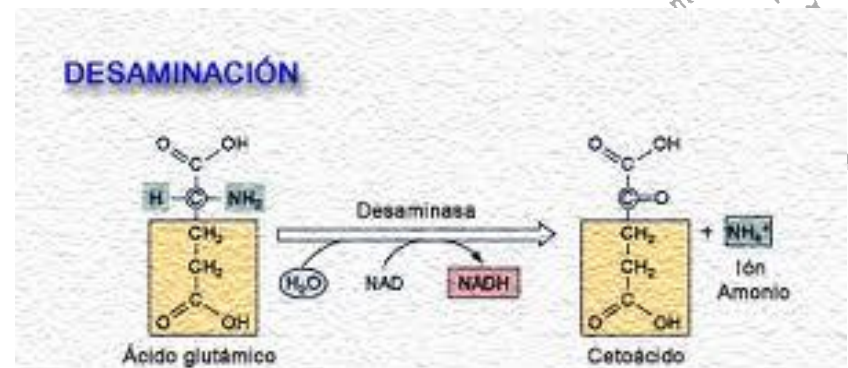 DESAMINACIÓN
O OH
C
H C NH₂
CH₂
CH₂
C
O OH
Ácido glutámico
Desaminasa
H₂O NAD NADH
O OH
C
C=O
CH₂
CH₂
C
O OH
Cetoácido
+ NH₄⁺
Ión
Amonio